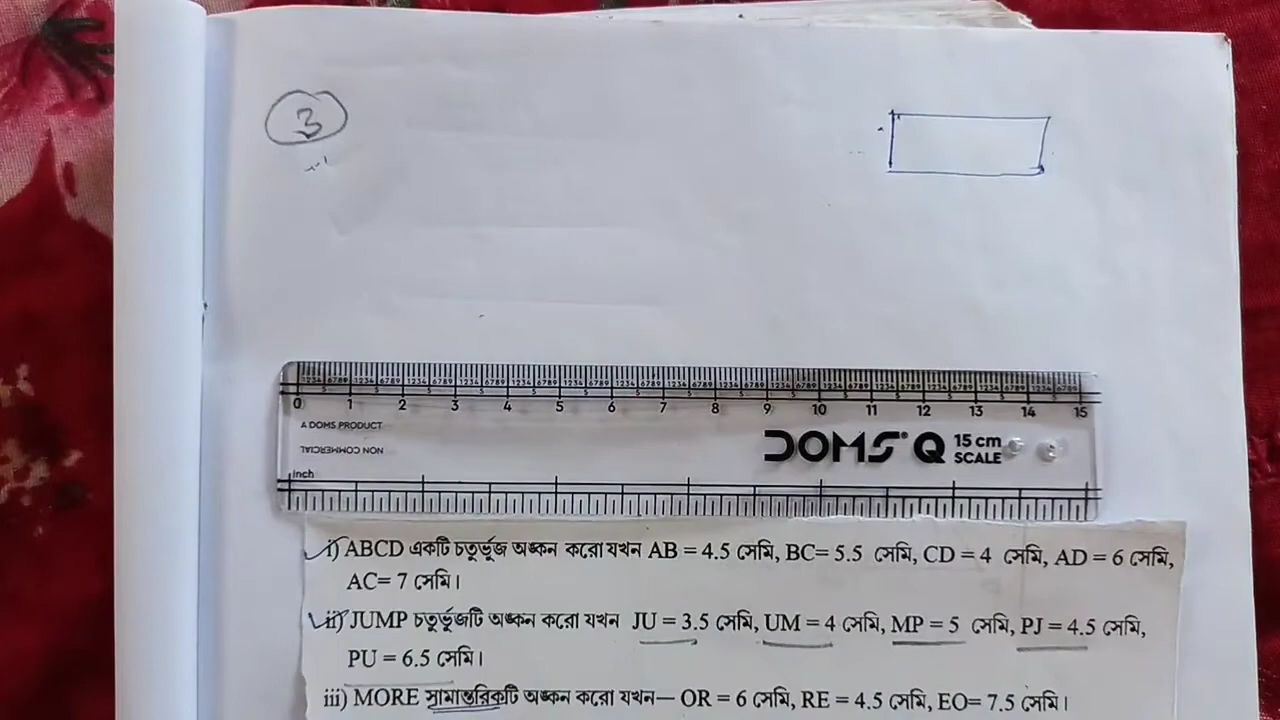 3
0 1 2 3 4 5 6 7 8 9 10 11 12 13 14 15
A DOMS PRODUCT
NON COMMERCIAL
DOMS® Q 15 cm SCALE
inch
i) ABCD একটি চতুর্ভুজ অঙ্কন করো যখন AB = 4.5 সেমি, BC= 5.5 সেমি, CD = 4 সেমি, AD = 6 সেমি,
AC= 7 সেমি।
ii) JUMP চতুর্ভুজটি অঙ্কন করো যখন JU = 3.5 সেমি, UM = 4 সেমি, MP = 5 সেমি, PJ = 4.5 সেমি,
PU = 6.5 সেমি।
iii) MORE সামান্তরিকটি অঙ্কন করো যখন— OR = 6 সেমি, RE = 4.5 সেমি, EO= 7.5 সেমি।